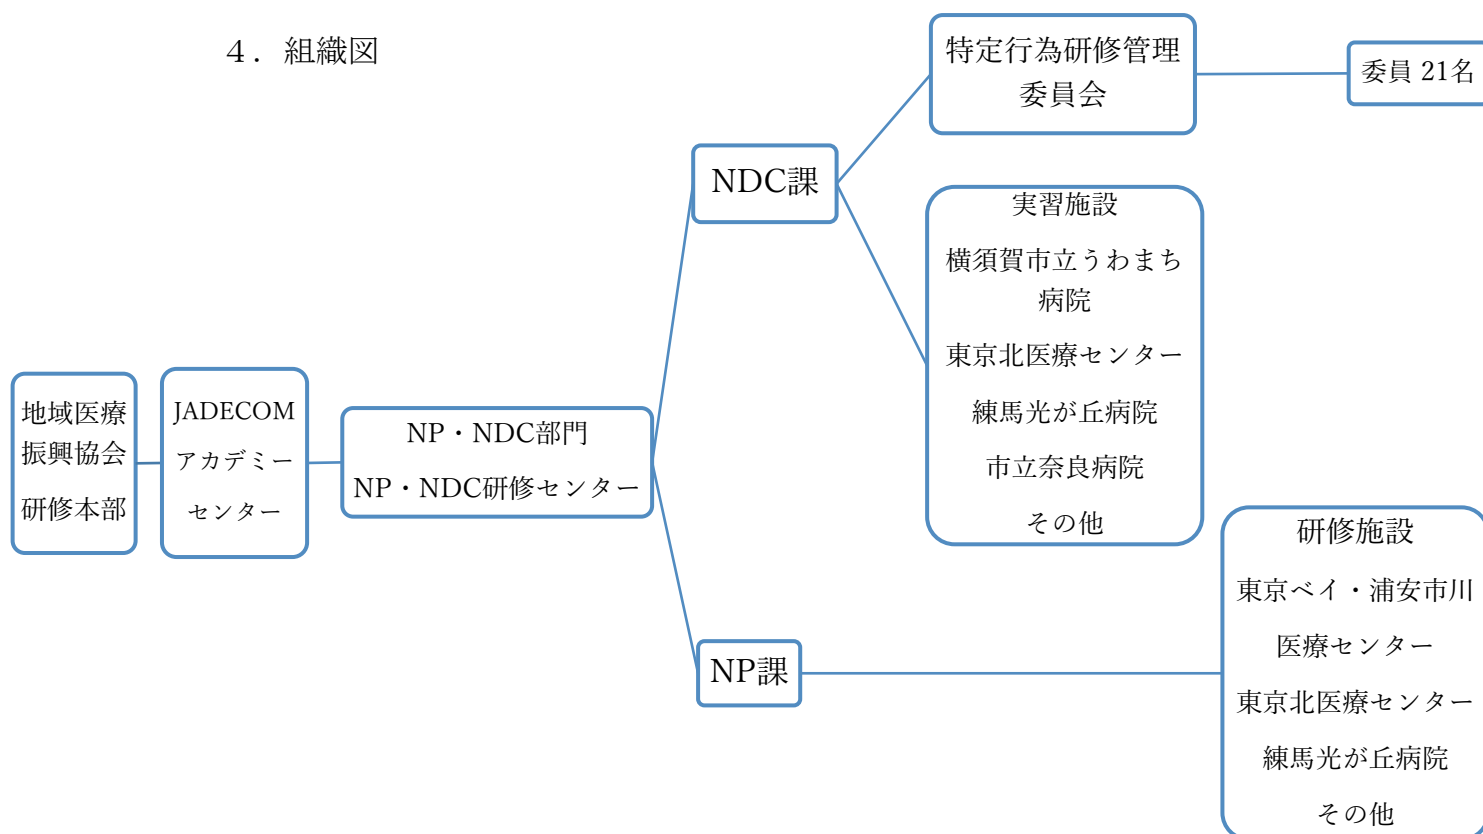 ４．組織図
地域医療
振興協会
研修本部
JADECOM
アカデミー
センター
NP・NDC部門
NP・NDC研修センター
NDC課
特定行為研修管理
委員会
委員 21名
実習施設
横須賀市立うわまち
病院
東京北医療センター
練馬光が丘病院
市立奈良病院
その他
NP課
研修施設
東京ベイ・浦安市川
医療センター
東京北医療センター
練馬光が丘病院
その他